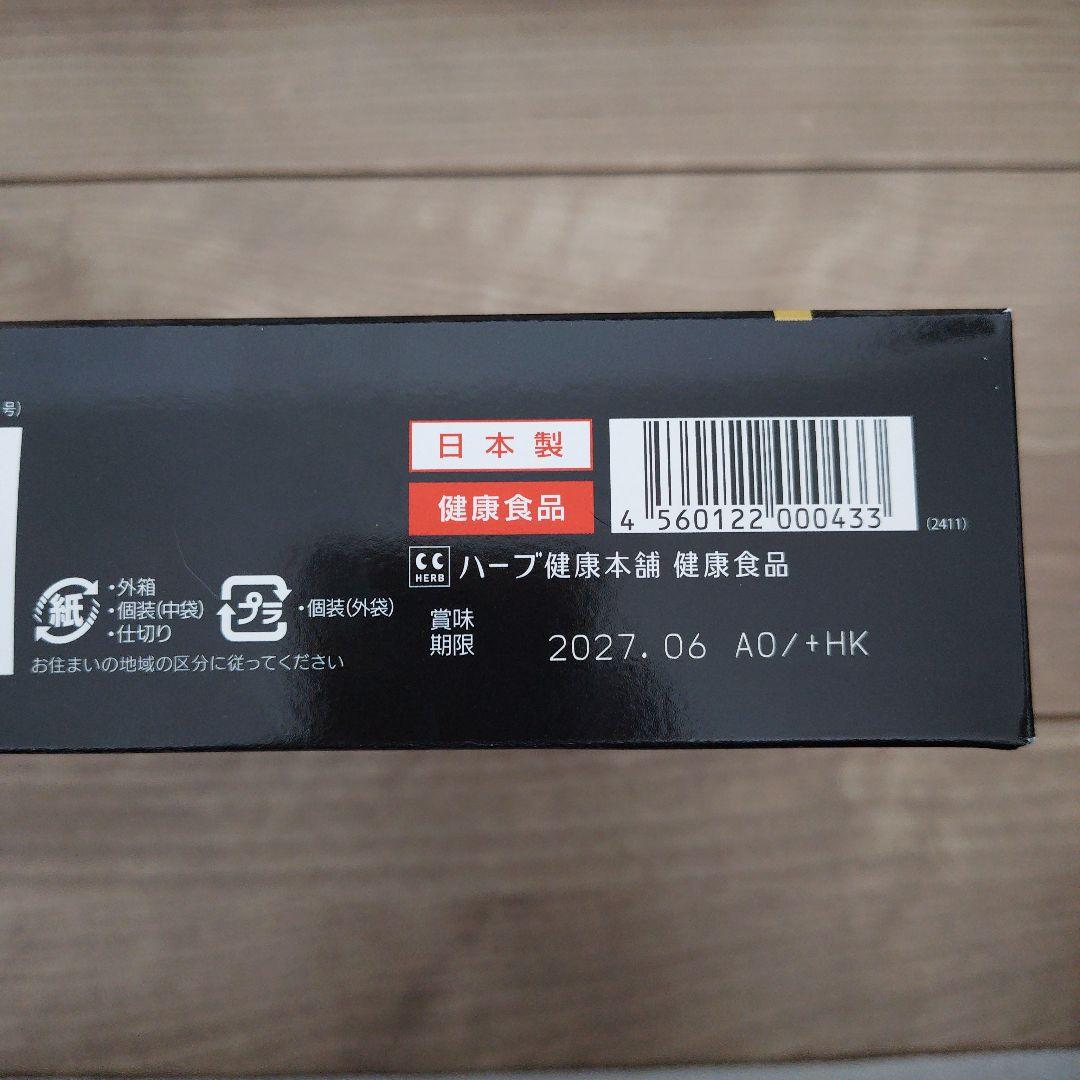 号)
日本製
健康食品
4 560122 000433
(2411)
CC HERB
ハーブ健康本舗 健康食品
紙
・外箱
・個装(中袋)
・仕切り
プラ
・個装(外袋)
お住まいの地域の区分に従ってください
賞味
期限
2027.06 AO/+HK